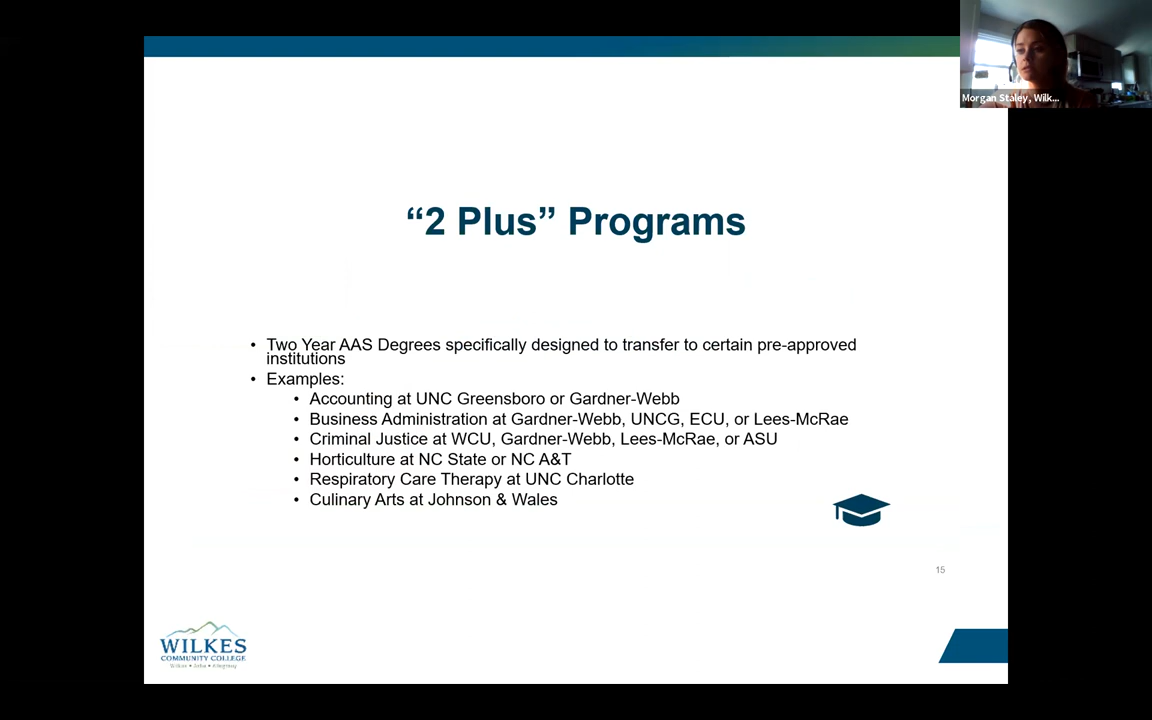 Morgan Staley, Wilk...
“2 Plus” Programs
• Two Year AAS Degrees specifically designed to transfer to certain pre-approved
institutions
• Examples:
• Accounting at UNC Greensboro or Gardner-Webb
• Business Administration at Gardner-Webb, UNCG, ECU, or Lees-McRae
• Criminal Justice at WCU, Gardner-Webb, Lees-McRae, or ASU
• Horticulture at NC State or NC A&T
• Respiratory Care Therapy at UNC Charlotte
• Culinary Arts at Johnson & Wales
15
WILKES
COMMUNITY COLLEGE
Wilkes • Ashe • Alleghany